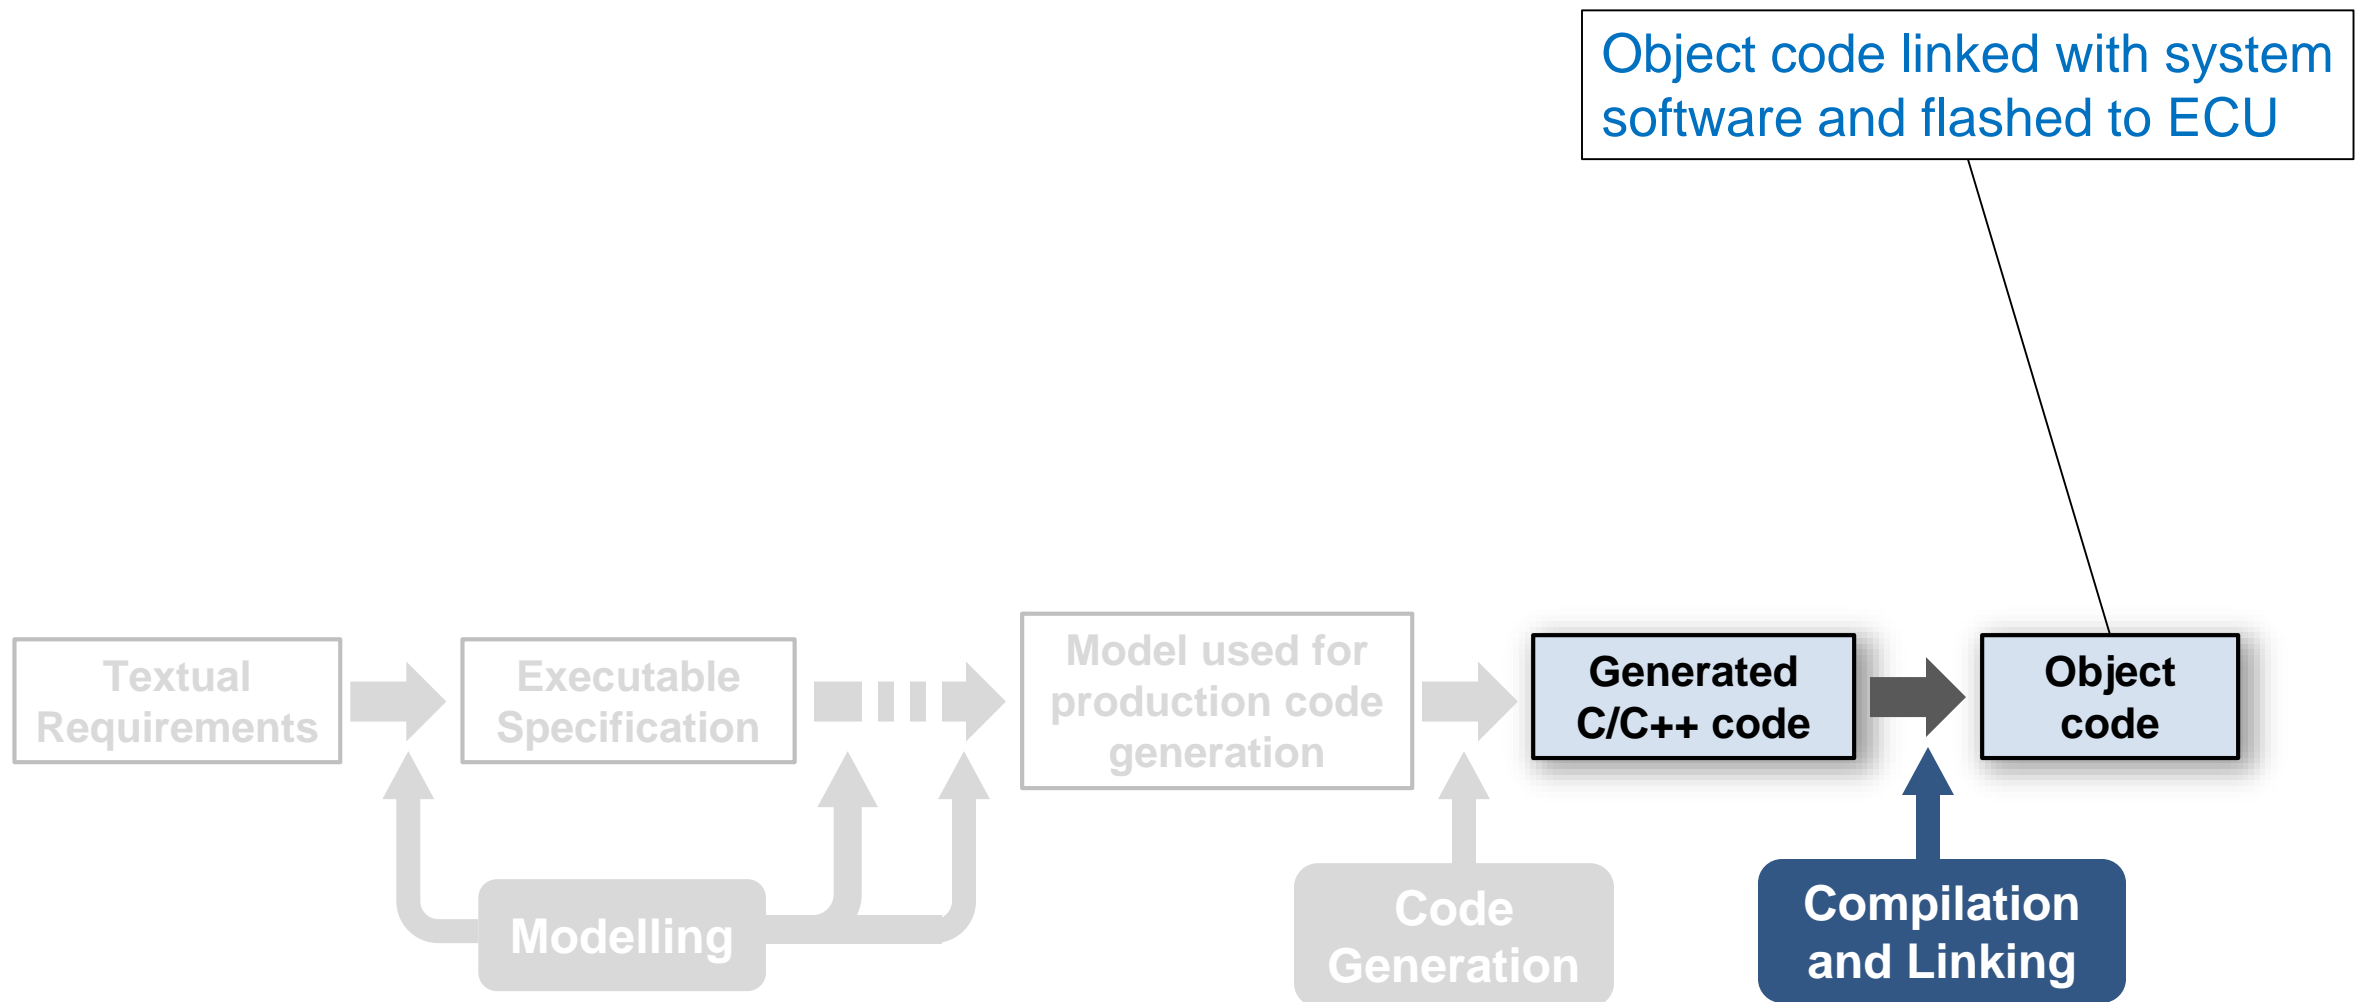 Object code linked with system
software and flashed to ECU
Textual
Requirements
Executable
Specification
Model used for
production code
generation
Generated
C/C++ code
Object
code
Modelling
Code
Generation
Compilation
and Linking